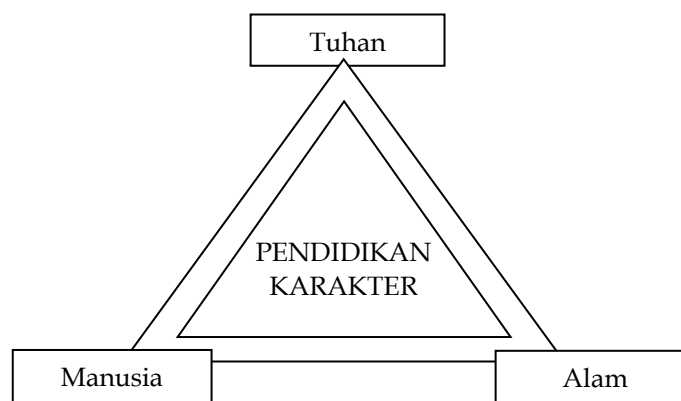 Tuhan
PENDIDIKAN
KARAKTER
Manusia
Alam